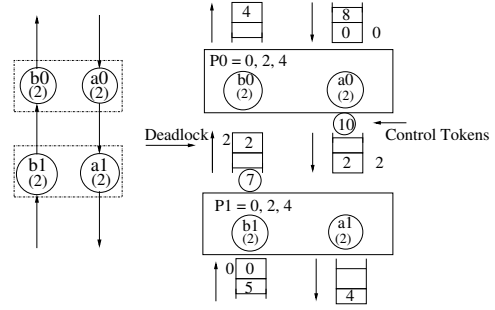 b0
(2)
a0
(2)
b1
(2)
a1
(2)
4
8
0 0
P0 = 0, 2, 4
b0
(2)
a0
(2)
10
Control Tokens
Deadlock
2 2
2 2
7
P1 = 0, 2, 4
b1
(2)
a1
(2)
0 0
5
4